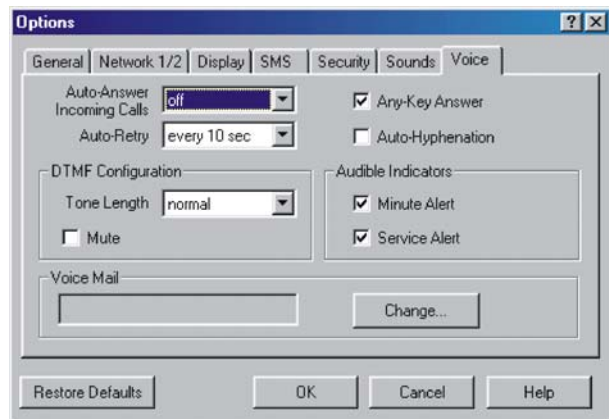 Options
General Network 1/2 Display SMS Security Sounds Voice
Auto-Answer Incoming Calls off
Any-Key Answer
Auto-Retry every 10 sec
Auto-Hyphenation
DTMF Configuration
Tone Length normal
Mute
Audible Indicators
Minute Alert
Service Alert
Voice Mail
Change...
Restore Defaults OK Cancel Help